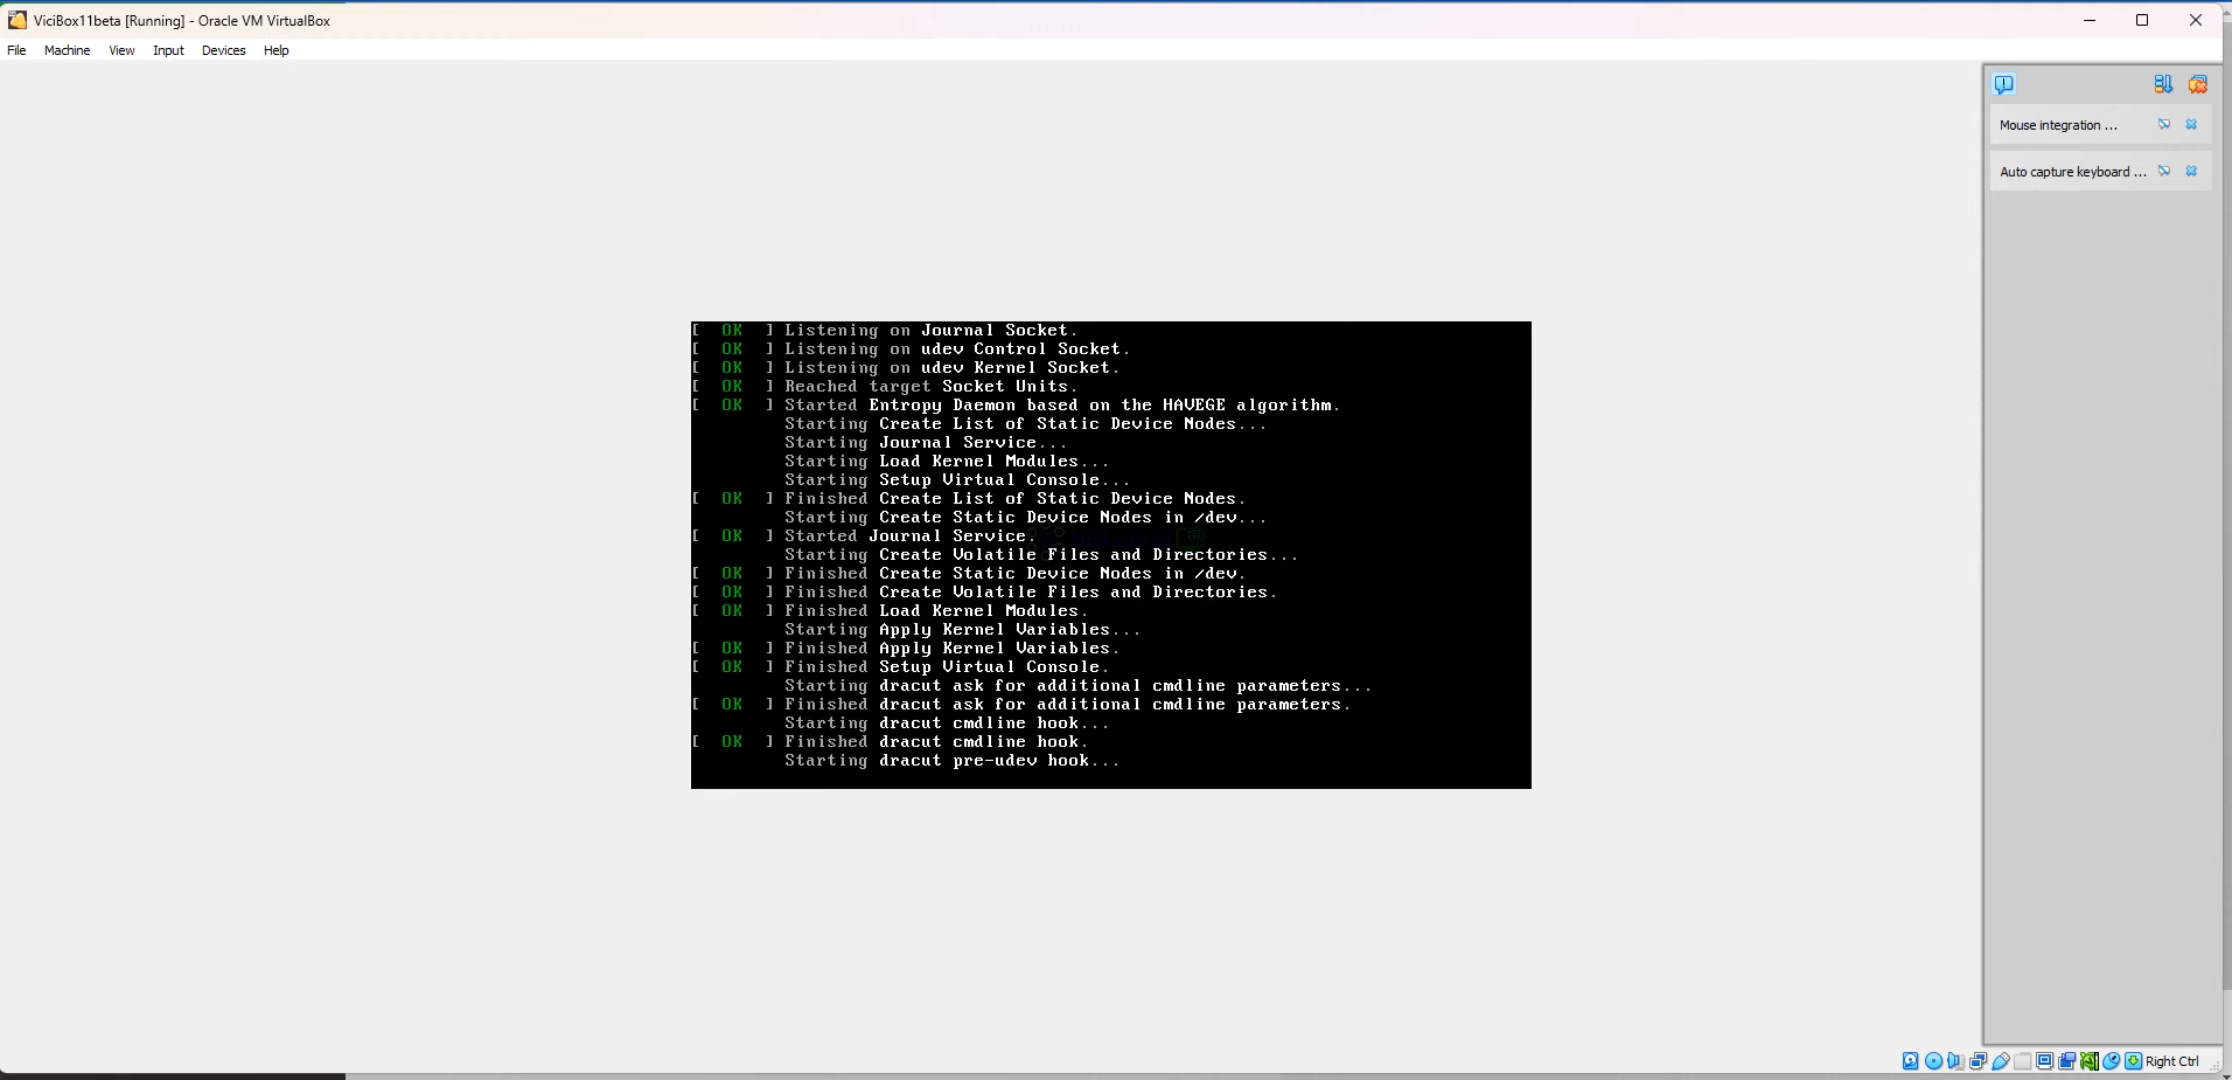 ViciBox11beta [Running] - Oracle VM VirtualBox
File Machine View Input Devices Help
Mouse integration ...
Auto capture keyboard ...
[ OK ] Listening on Journal Socket.
[ OK ] Listening on udev Control Socket.
[ OK ] Listening on udev Kernel Socket.
[ OK ] Reached target Socket Units.
[ OK ] Started Entropy Daemon based on the HAVEGE algorithm.
Starting Create List of Static Device Nodes...
Starting Journal Service...
Starting Load Kernel Modules...
Starting Setup Virtual Console...
[ OK ] Finished Create List of Static Device Nodes.
Starting Create Static Device Nodes in /dev...
[ OK ] Started Journal Service.
Starting Create Volatile Files and Directories...
[ OK ] Finished Create Static Device Nodes in /dev.
[ OK ] Finished Create Volatile Files and Directories.
[ OK ] Finished Load Kernel Modules.
Starting Apply Kernel Variables...
[ OK ] Finished Apply Kernel Variables.
[ OK ] Finished Setup Virtual Console.
Starting dracut ask for additional cmdline parameters...
[ OK ] Finished dracut ask for additional cmdline parameters.
Starting dracut cmdline hook...
[ OK ] Finished dracut cmdline hook.
Starting dracut pre-udev hook...
Right Ctrl